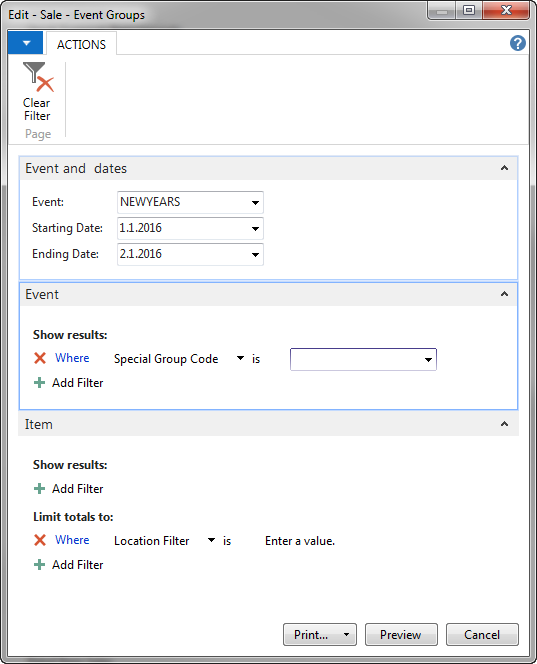 Edit - Sale - Event Groups
ACTIONS
?
Clear
Filter
Page
Event and dates
Event: NEWYEARS
Starting Date: 1.1.2016
Ending Date: 2.1.2016
Event
Show results:
Where Special Group Code is
Add Filter
Item
Show results:
Add Filter
Limit totals to:
Where Location Filter is Enter a value.
Add Filter
Print... Preview Cancel